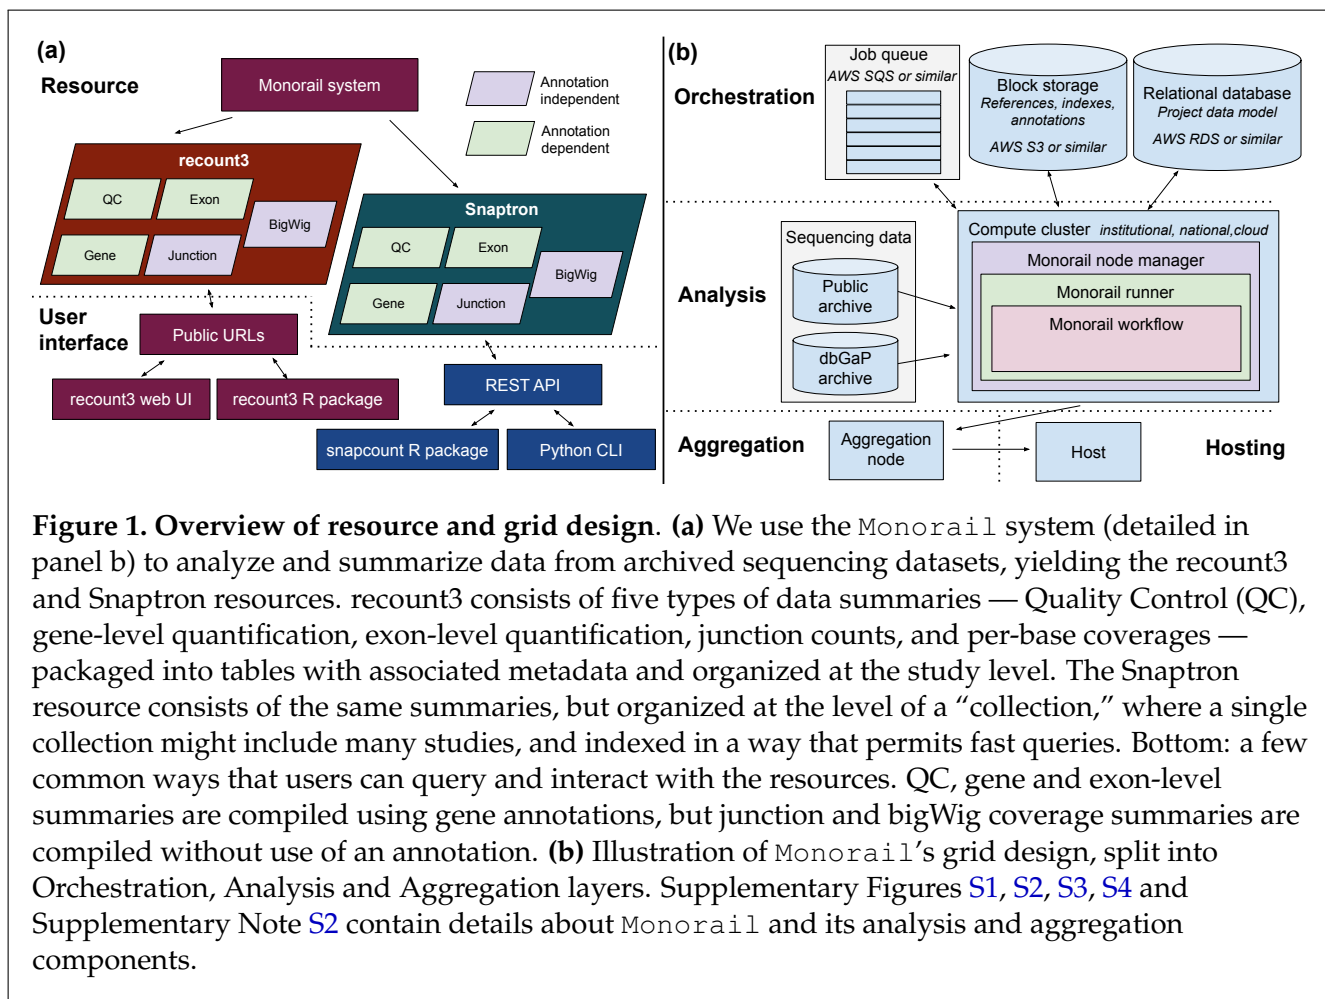 (a)
Resource
Monorail system
Annotation
independent
Annotation
dependent
recount3
QC
Exon
BigWig
Gene
Junction
Snaptron
QC
Exon
BigWig
Gene
Junction
User
interface
Public URLs
recount3 web UI
recount3 R package
REST API
snapcount R package
Python CLI
(b)
Orchestration
Job queue
AWS SQS or similar
Block storage
References, indexes,
annotations
AWS S3 or similar
Relational database
Project data model
AWS RDS or similar
Analysis
Sequencing data
Public
archive
dbGaP
archive
Compute cluster institutional, national,cloud
Monorail node manager
Monorail runner
Monorail workflow
Aggregation
Aggregation
node
Host
Hosting
Figure 1. Overview of resource and grid design. (a) We use the Monorail system (detailed in
panel b) to analyze and summarize data from archived sequencing datasets, yielding the recount3
and Snaptron resources. recount3 consists of five types of data summaries — Quality Control (QC),
gene-level quantification, exon-level quantification, junction counts, and per-base coverages —
packaged into tables with associated metadata and organized at the study level. The Snaptron
resource consists of the same summaries, but organized at the level of a “collection,” where a single
collection might include many studies, and indexed in a way that permits fast queries. Bottom: a few
common ways that users can query and interact with the resources. QC, gene and exon-level
summaries are compiled using gene annotations, but junction and bigWig coverage summaries are
compiled without use of an annotation. (b) Illustration of Monorail’s grid design, split into
Orchestration, Analysis and Aggregation layers. Supplementary Figures S1, S2, S3, S4 and
Supplementary Note S2 contain details about Monorail and its analysis and aggregation
components.